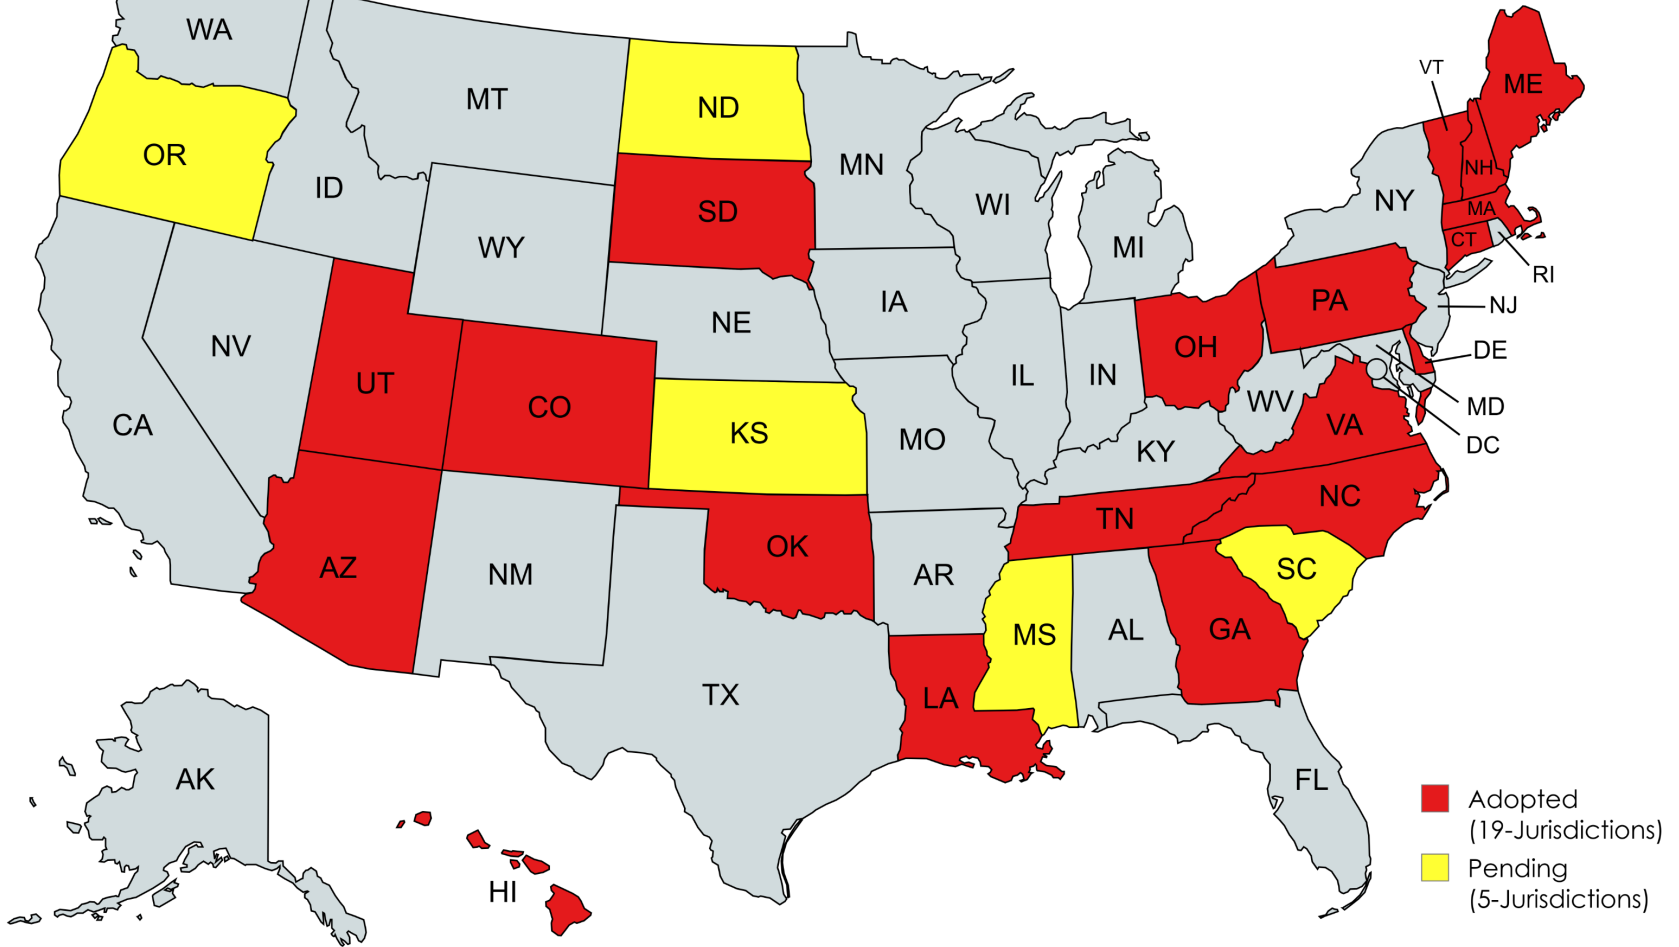 WA
MT
ND
MN
VT
ME
OR
ID
SD
WI
NY
NH
MA
CT
WY
MI
RI
IA
PA
NJ
NV
NE
OH
DE
UT
IL
IN
CA
CO
KS
MO
WV
MD
VA
DC
KY
NC
TN
AZ
NM
OK
AR
SC
MS
AL
GA
TX
LA
AK
FL
HI
Adopted
(19-Jurisdictions)
Pending
(5-Jurisdictions)